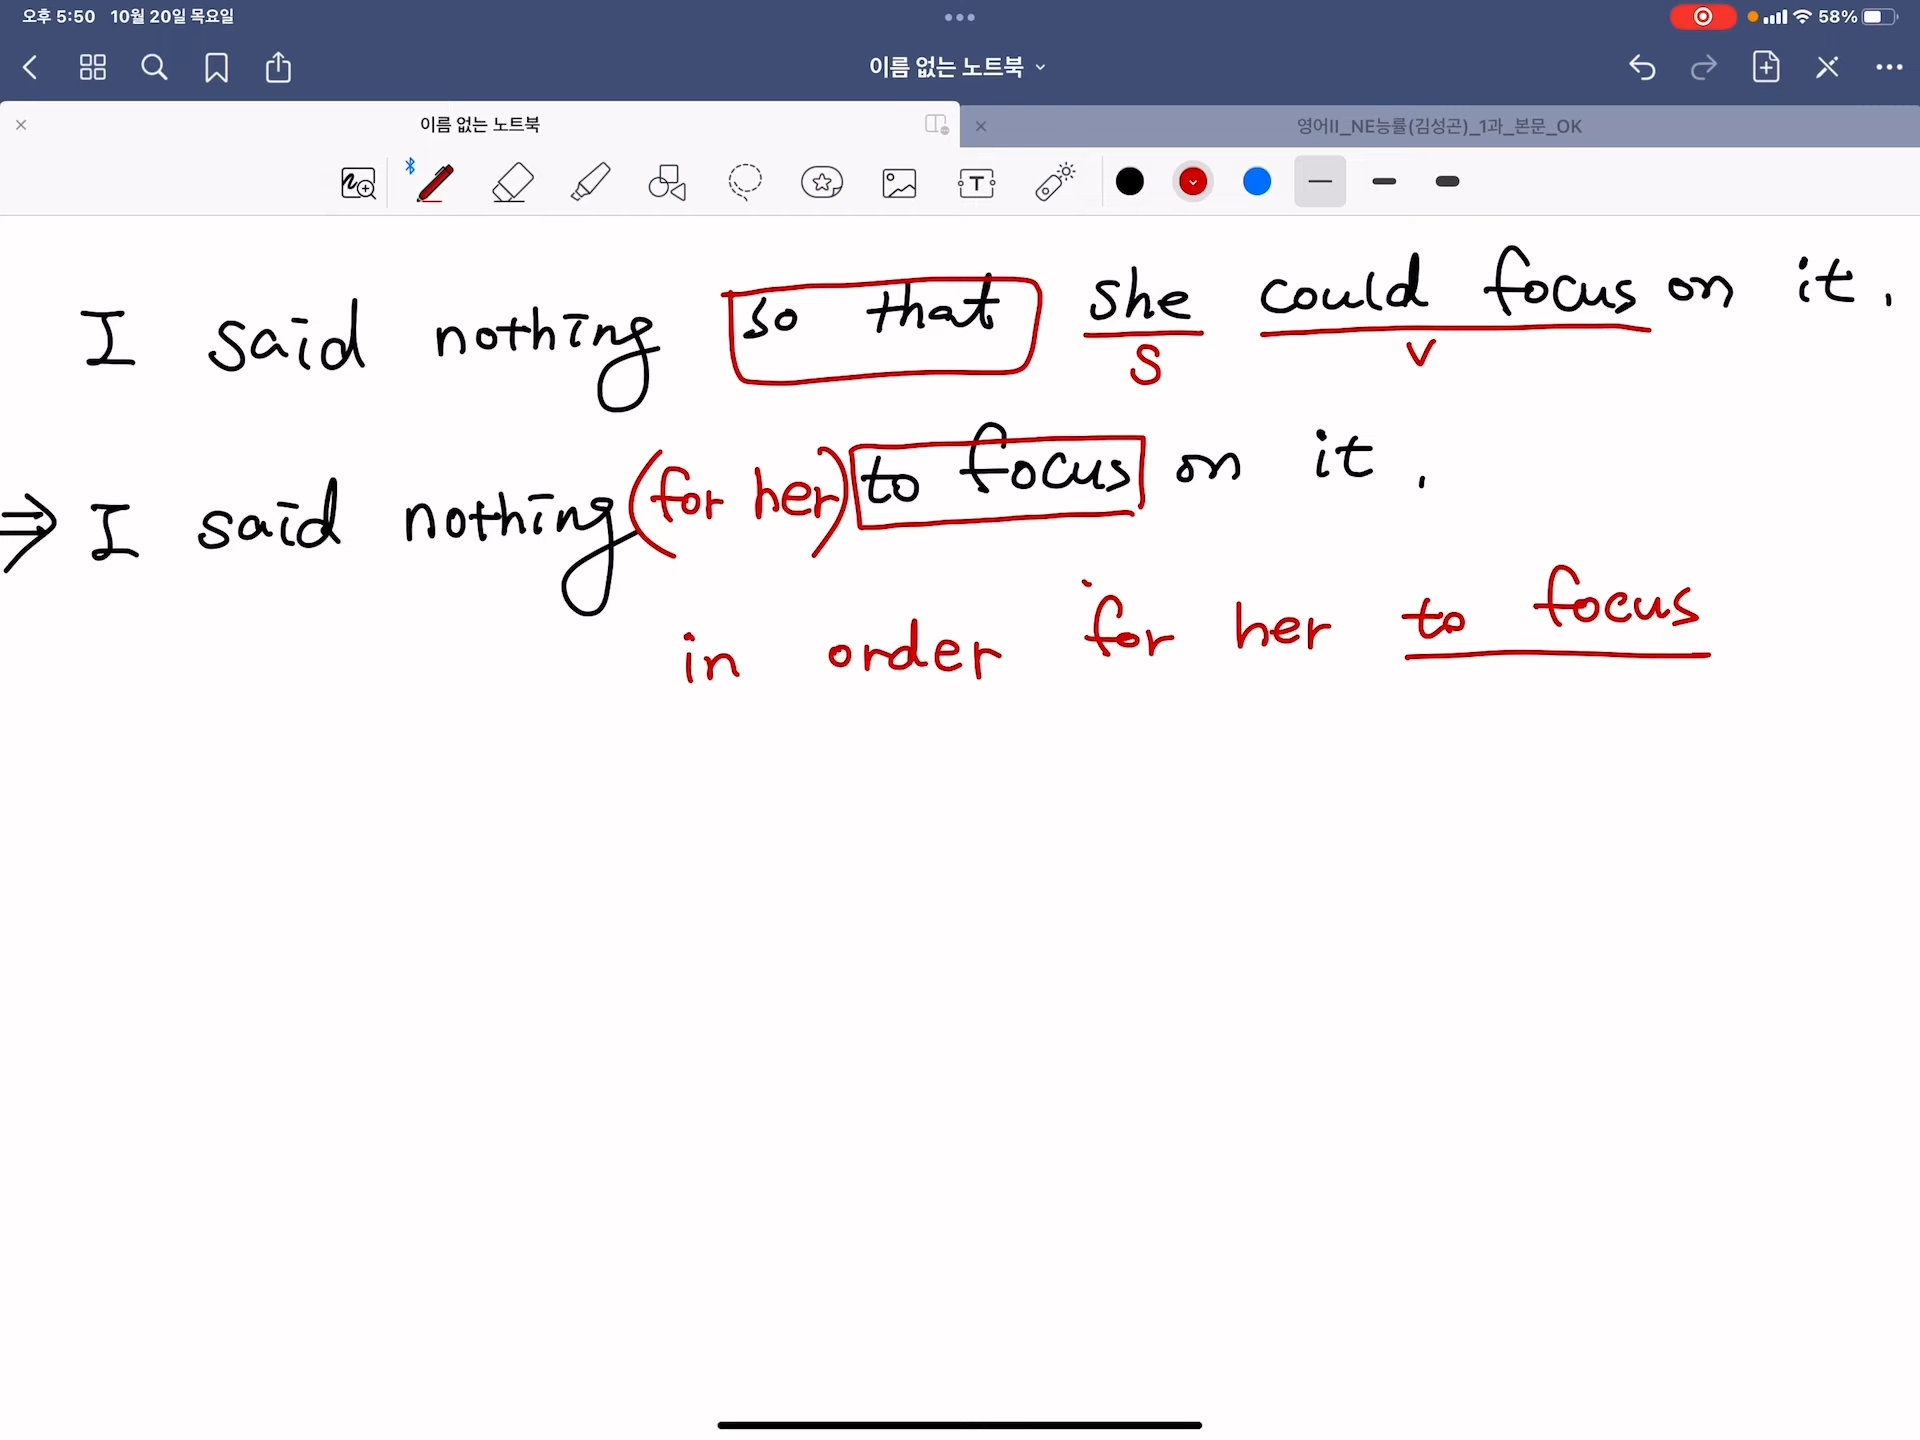 오후 5:50 10월 20일 목요일 58%
이름 없는 노트북
이름 없는 노트북 영어II_NE능률(김성곤)_1과_본문_OK
T
I said nothing so that she could focus on it.
S V
⇒ I said nothing (for her) to focus on it.
in order for her to focus